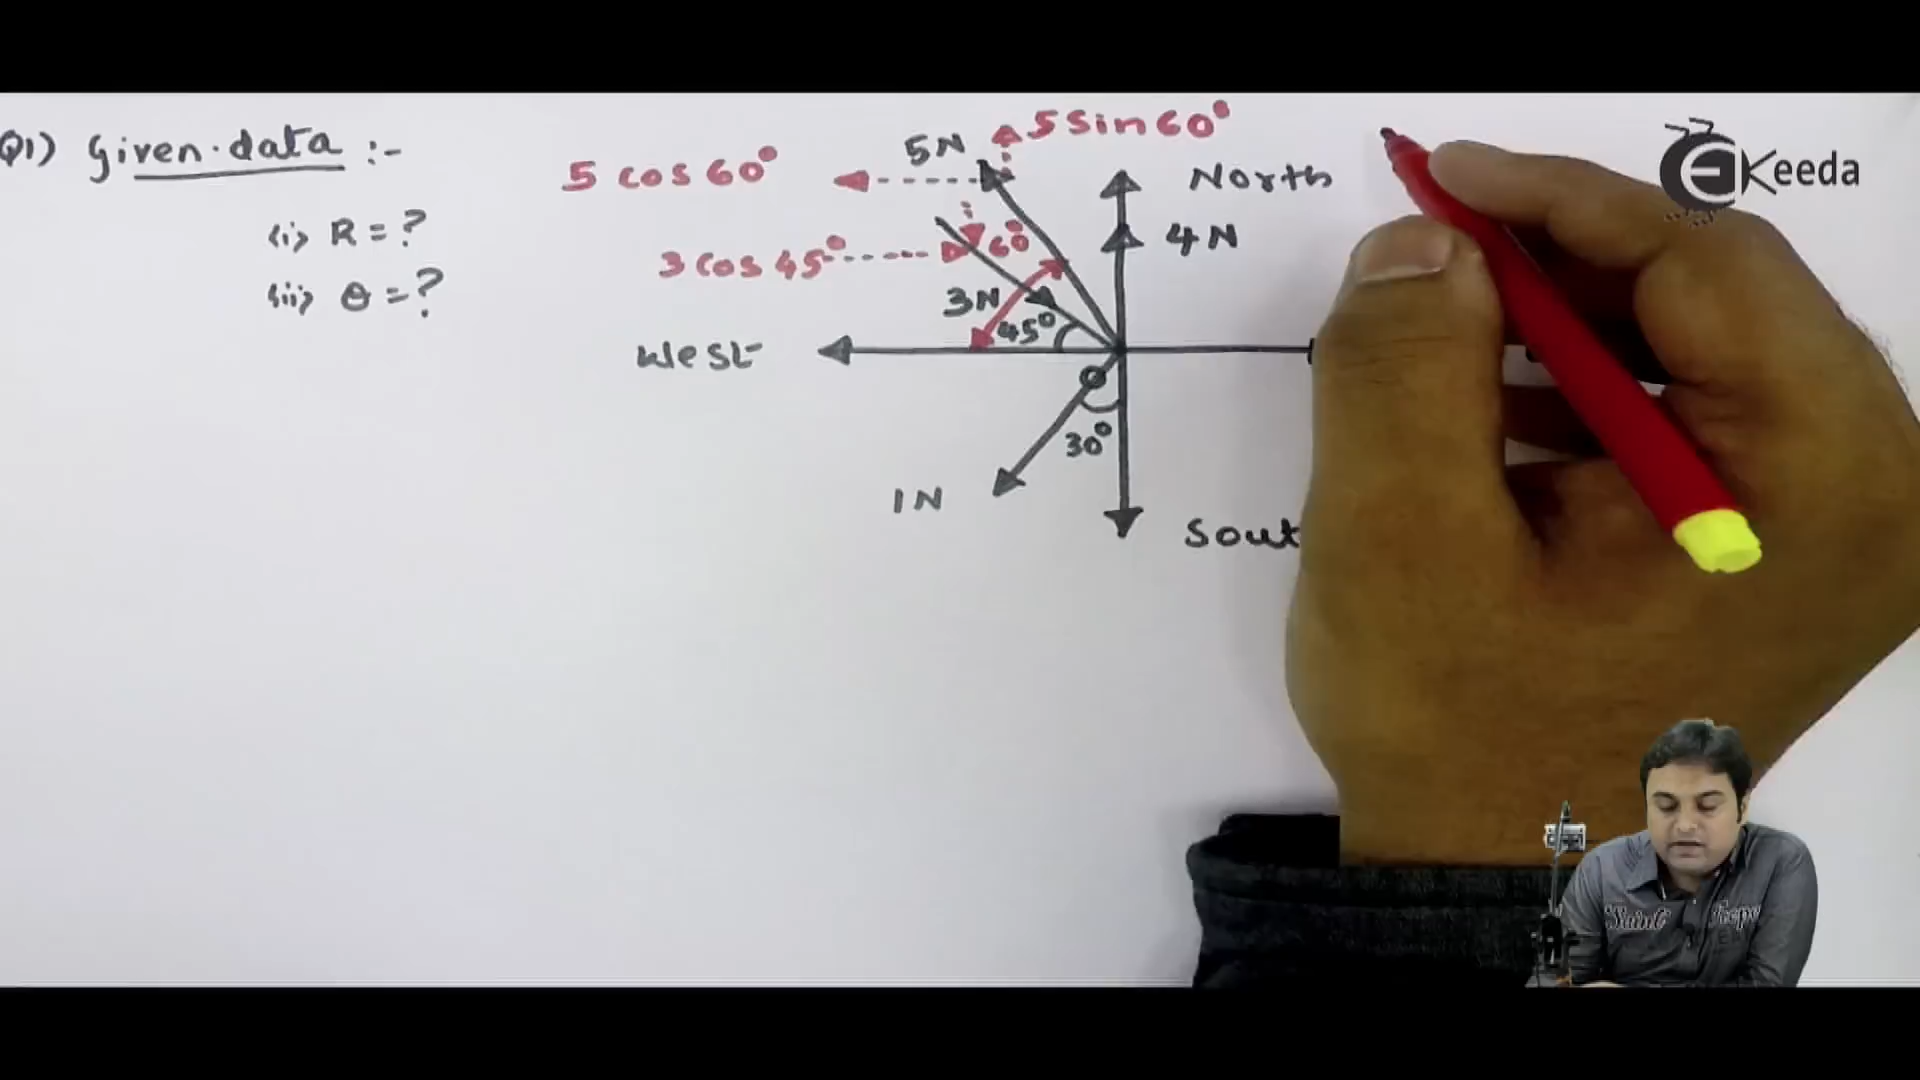 Q1) Given data :-
(i) R = ?
(ii) θ = ?
5 sin 60°
5N
5 cos 60°
North
4N
60°
3 cos 45°
3N
45°
West
30°
1N
Sout
EKeeda